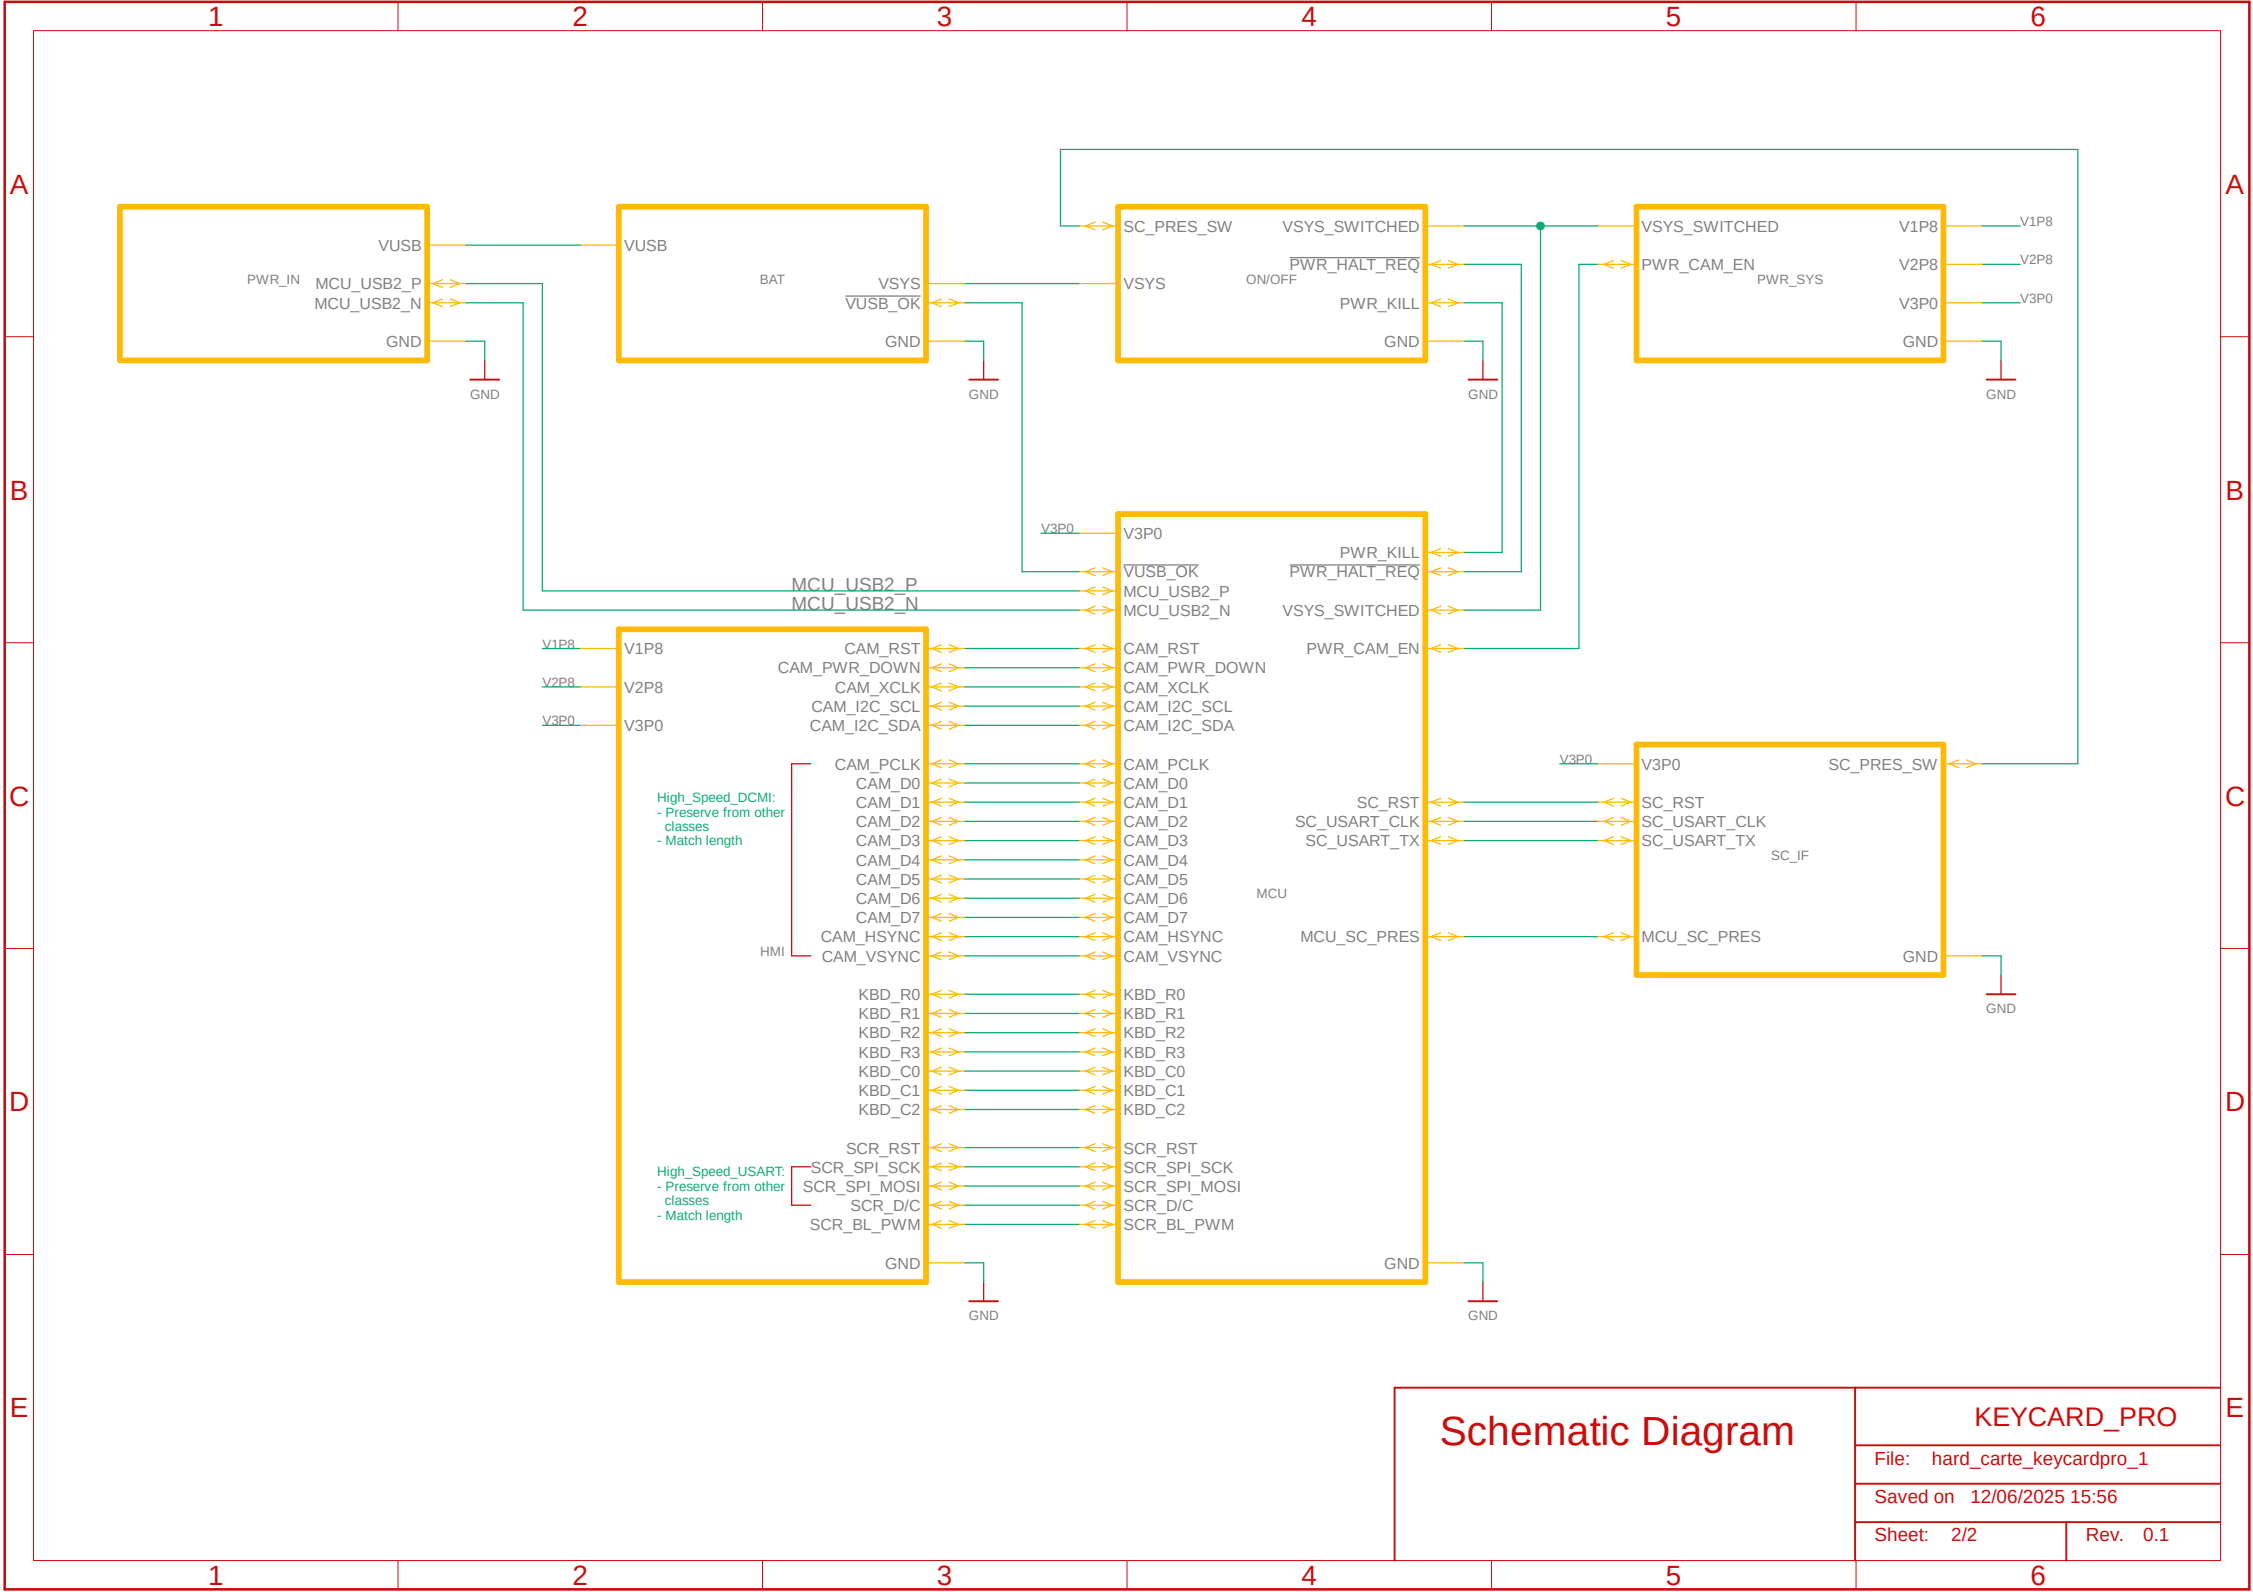 1 2 3 4 5 6
A A
B B
C C
D D
E E
PWR_IN
VUSB
MCU_USB2_P
MCU_USB2_N
GND
GND
BAT
VUSB
VSYS
VUSB_OK
GND
GND
ON/OFF
SC_PRES_SW
VSYS
VSYS_SWITCHED
PWR_HALT_REQ
PWR_KILL
GND
GND
PWR_SYS
VSYS_SWITCHED
PWR_CAM_EN
V1P8
V2P8
V3P0
GND
V1P8
V2P8
V3P0
GND
MCU_USB2_P
MCU_USB2_N
V1P8
V2P8
V3P0
V1P8
V2P8
V3P0
HMI
High_Speed_DCMI:
- Preserve from other
classes
- Match length
High_Speed_USART:
- Preserve from other
classes
- Match length
CAM_RST
CAM_PWR_DOWN
CAM_XCLK
CAM_I2C_SCL
CAM_I2C_SDA
CAM_PCLK
CAM_D0
CAM_D1
CAM_D2
CAM_D3
CAM_D4
CAM_D5
CAM_D6
CAM_D7
CAM_HSYNC
CAM_VSYNC
KBD_R0
KBD_R1
KBD_R2
KBD_R3
KBD_C0
KBD_C1
KBD_C2
SCR_RST
SCR_SPI_SCK
SCR_SPI_MOSI
SCR_D/C
SCR_BL_PWM
GND
GND
V3P0
V3P0
VUSB_OK
MCU_USB2_P
MCU_USB2_N
CAM_RST
CAM_PWR_DOWN
CAM_XCLK
CAM_I2C_SCL
CAM_I2C_SDA
CAM_PCLK
CAM_D0
CAM_D1
CAM_D2
CAM_D3
CAM_D4
CAM_D5
CAM_D6
CAM_D7
CAM_HSYNC
CAM_VSYNC
KBD_R0
KBD_R1
KBD_R2
KBD_R3
KBD_C0
KBD_C1
KBD_C2
SCR_RST
SCR_SPI_SCK
SCR_SPI_MOSI
SCR_D/C
SCR_BL_PWM
MCU
PWR_KILL
PWR_HALT_REQ
VSYS_SWITCHED
PWR_CAM_EN
SC_RST
SC_USART_CLK
SC_USART_TX
MCU_SC_PRES
GND
GND
V3P0
V3P0
SC_RST
SC_USART_CLK
SC_USART_TX
SC_IF
MCU_SC_PRES
SC_PRES_SW
GND
GND
Schematic Diagram
KEYCARD_PRO
File: hard_carte_keycardpro_1
Saved on 12/06/2025 15:56
Sheet: 2/2 Rev. 0.1
1 2 3 4 5 6